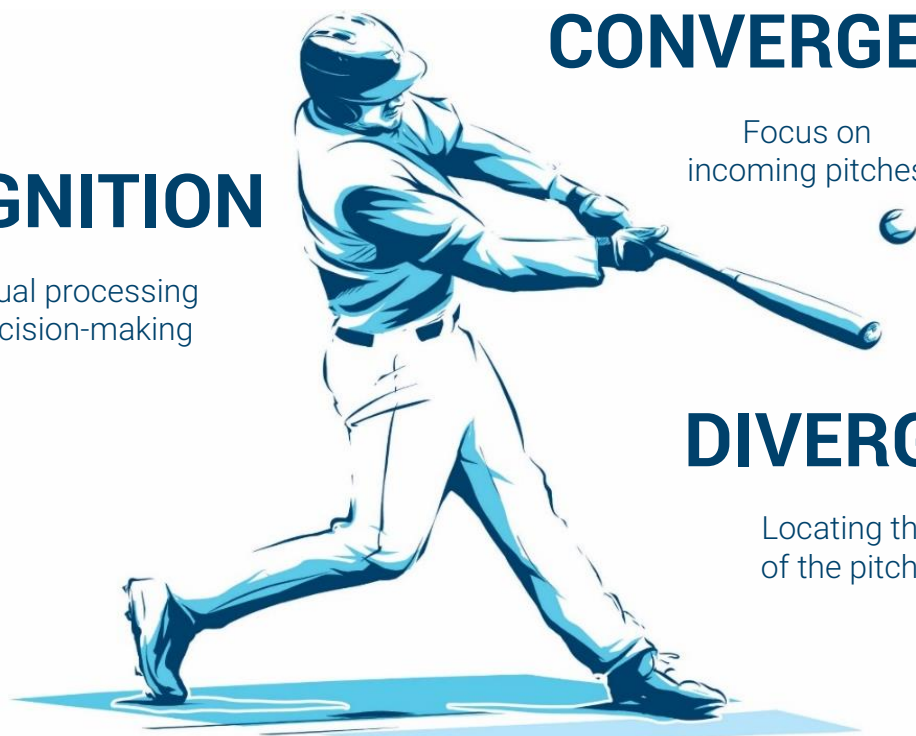 CONVERGE
Focus on
incoming pitches
GNITION
ual processing
cision-making
DIVERG
Locating th
of the pitch